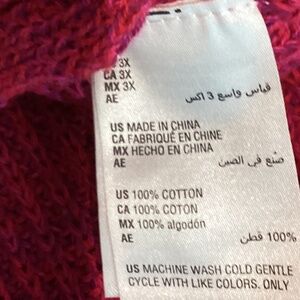 3X
CA 3X
MX 3X
AE قياس واسع 3 اكس
US MADE IN CHINA
CA FABRIQUÉ EN CHINE
MX HECHO EN CHINA
AE صنع في الصين
US 100% COTTON
CA 100% COTON
MX 100% algodón
AE 100% قطن
US MACHINE WASH COLD GENTLE
CYCLE WITH LIKE COLORS. ONLY